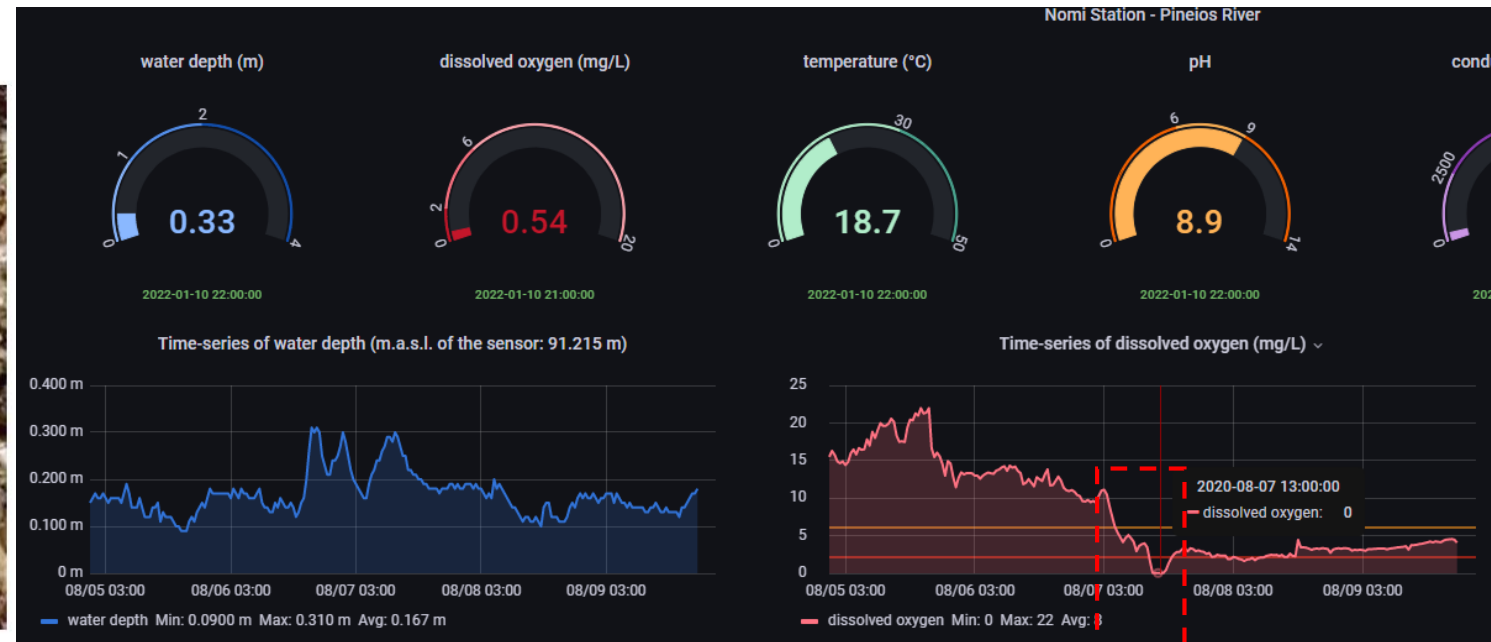 Nomi Station - Pineios River
water depth (m)
dissolved oxygen (mg/L)
temperature (°C)
pH
cond
0 1 2 4
0.33
0 2 6 20
0.54
0 30 50
18.7
0 6 9 14
8.9
0 2500
2022-01-10 22:00:00
2022-01-10 21:00:00
2022-01-10 22:00:00
2022-01-10 22:00:00
202
Time-series of water depth (m.a.s.l. of the sensor: 91.215 m)
0.400 m
0.300 m
0.200 m
0.100 m
0 m
08/05 03:00 08/06 03:00 08/07 03:00 08/08 03:00 08/09 03:00
water depth Min: 0.0900 m Max: 0.310 m Avg: 0.167 m
Time-series of dissolved oxygen (mg/L)
25
20
15
10
5
0
2020-08-07 13:00:00
dissolved oxygen: 0
08/05 03:00 08/06 03:00 08/07 03:00 08/08 03:00 08/09 03:00
dissolved oxygen Min: 0 Max: 22 Avg: